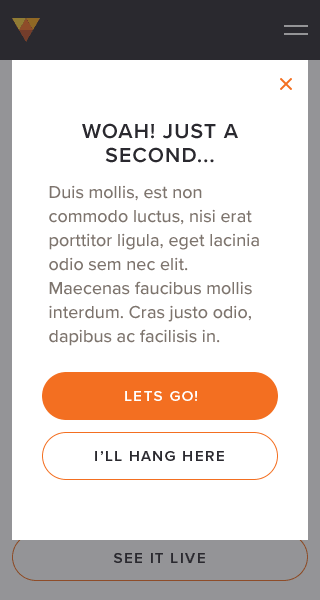 WOAH! JUST A
SECOND...
Duis mollis, est non
commodo luctus, nisi erat
porttitor ligula, eget lacinia
odio sem nec elit.
Maecenas faucibus mollis
interdum. Cras justo odio,
dapibus ac facilisis in.
LETS GO!
I’LL HANG HERE
SEE IT LIVE